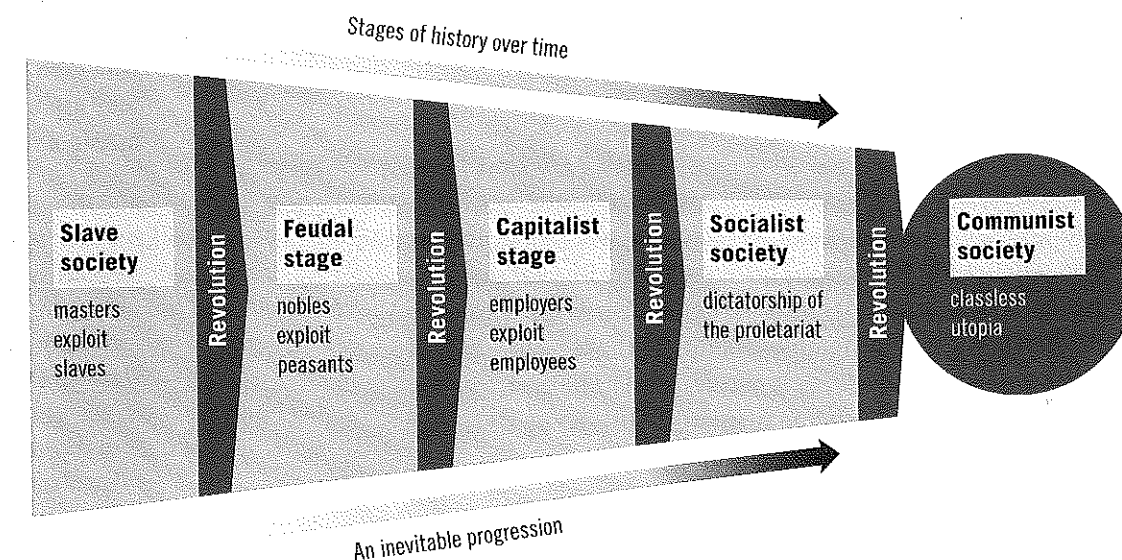 Stages of history over time
Slave
society
masters
exploit
slaves
Revolution
Feudal
stage
nobles
exploit
peasants
Revolution
Capitalist
stage
employers
exploit
employees
Revolution
Socialist
society
dictatorship of
the proletariat
Revolution
Communist
society
classless
utopia
An inevitable progression